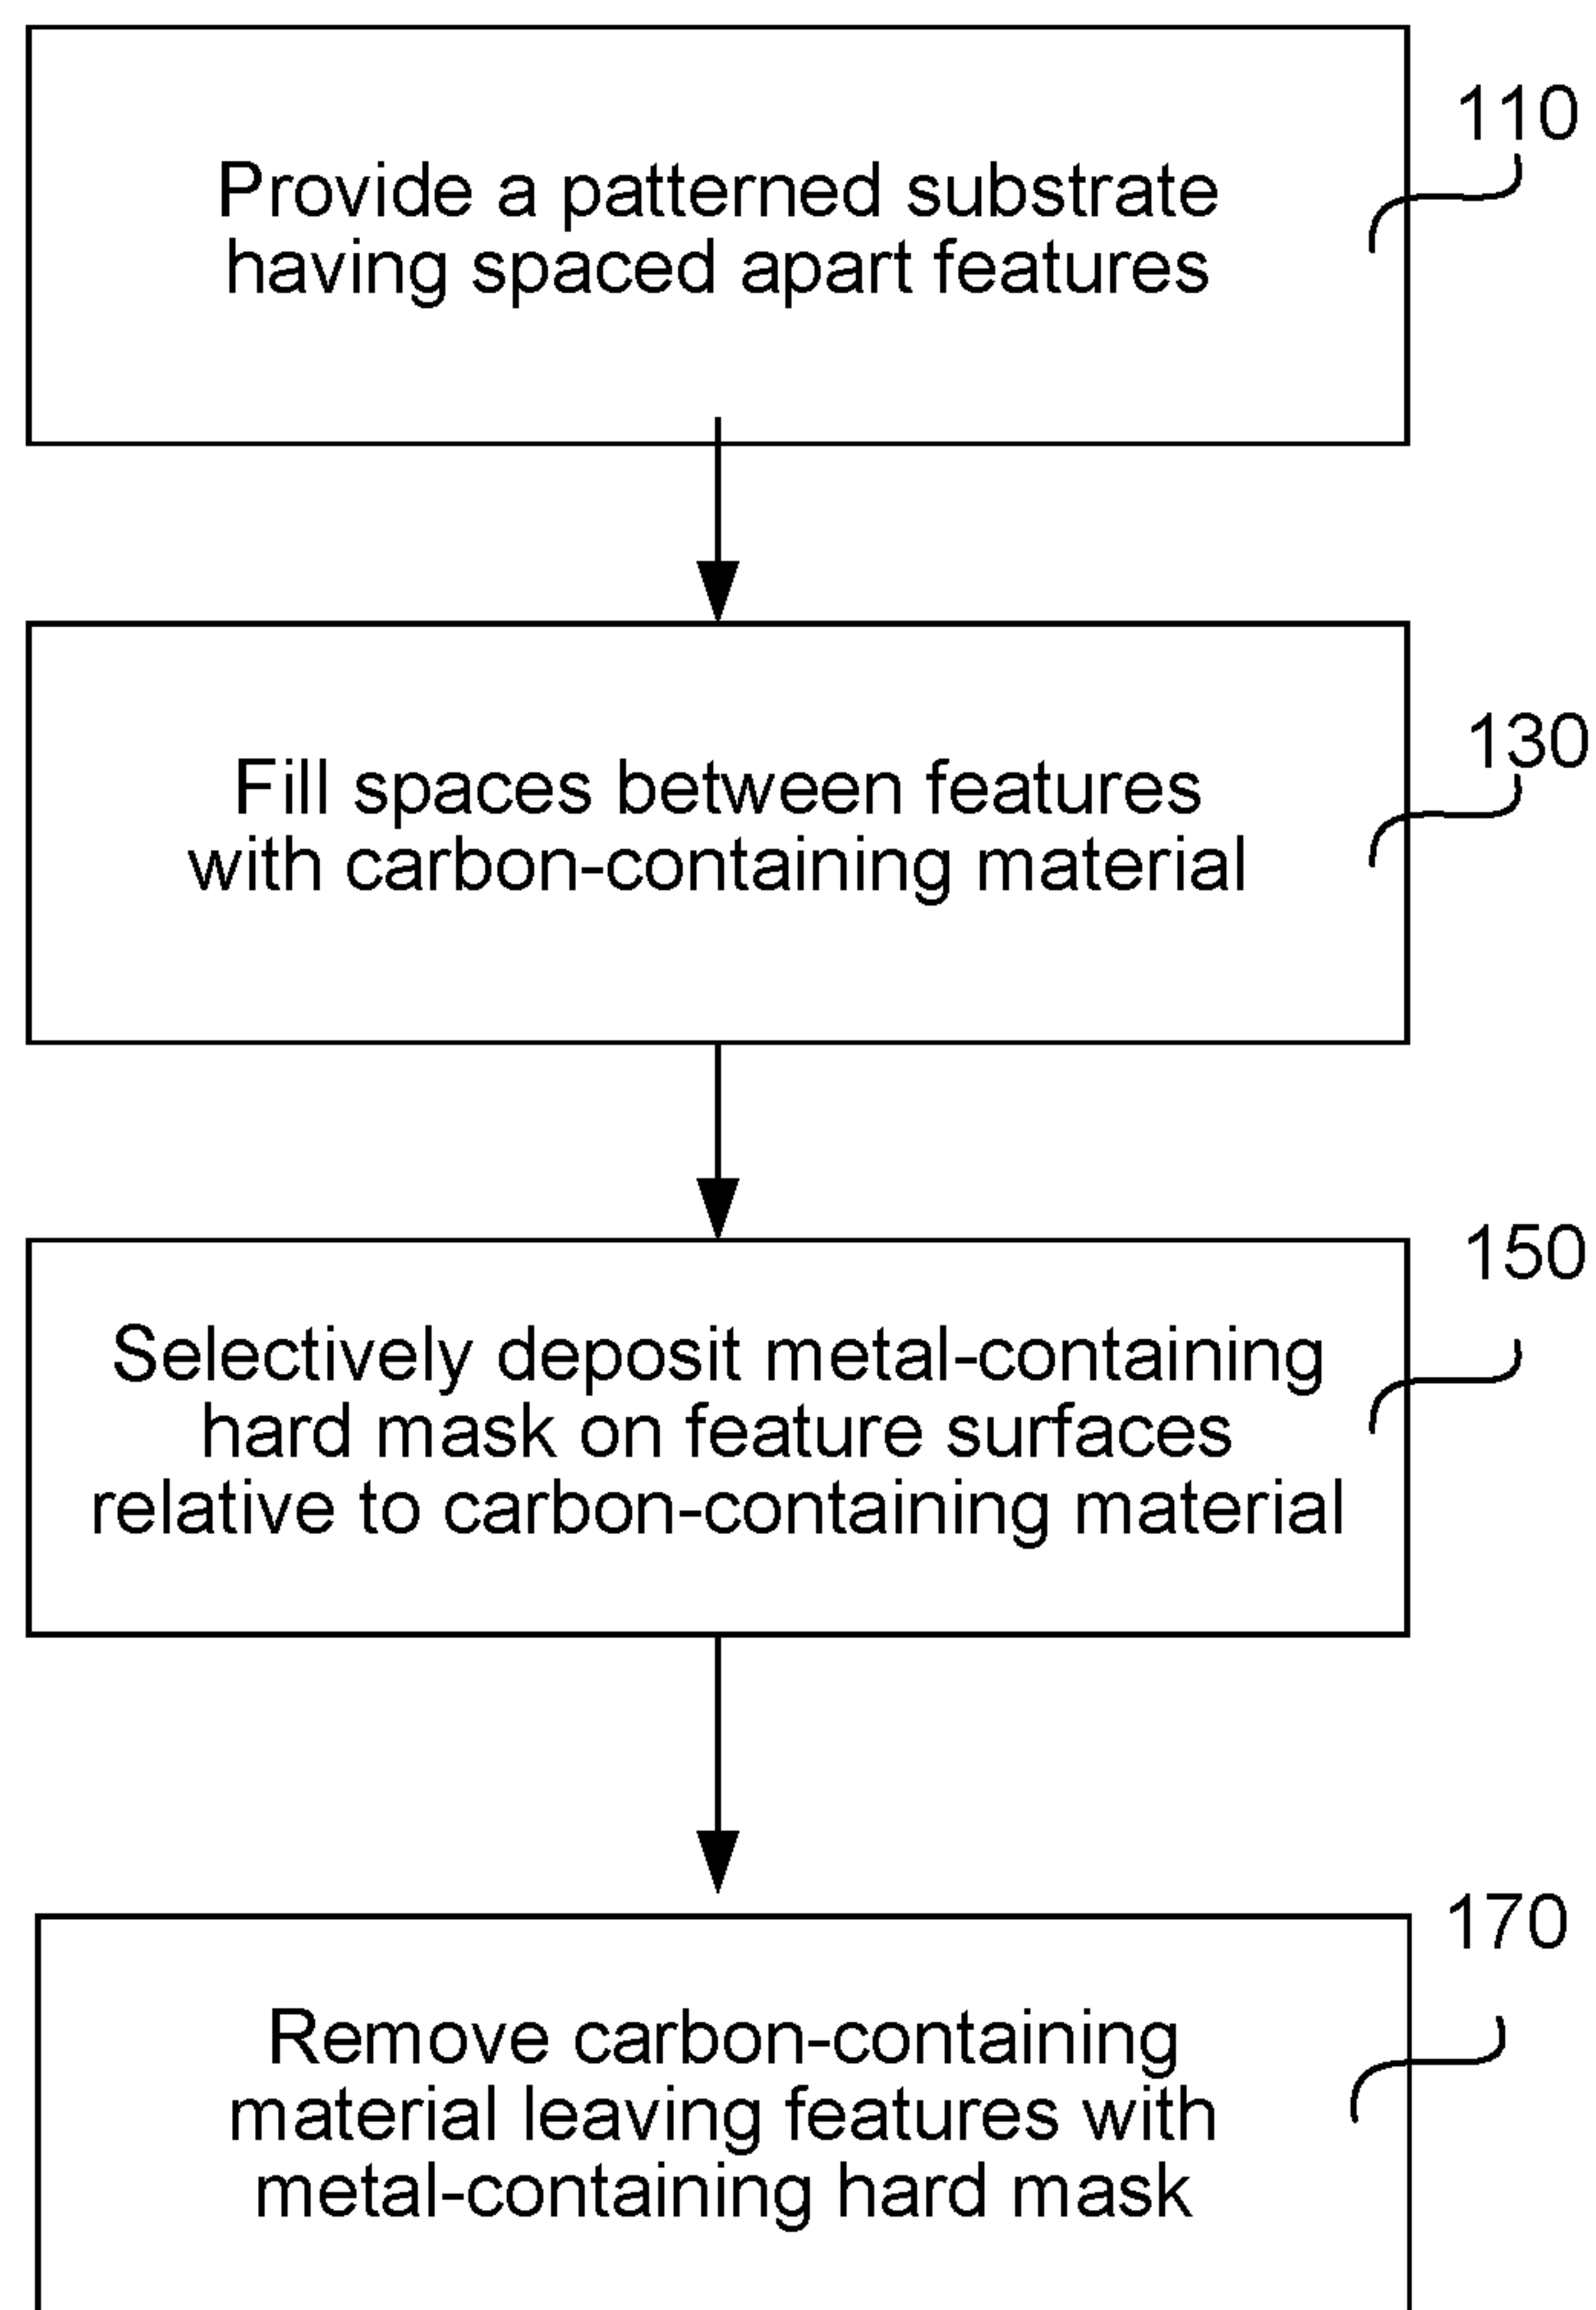 110
Provide a patterned substrate
having spaced apart features
130
Fill spaces between features
with carbon-containing material
150
Selectively deposit metal-containing
hard mask on feature surfaces
relative to carbon-containing material
170
Remove carbon-containing
material leaving features with
metal-containing hard mask